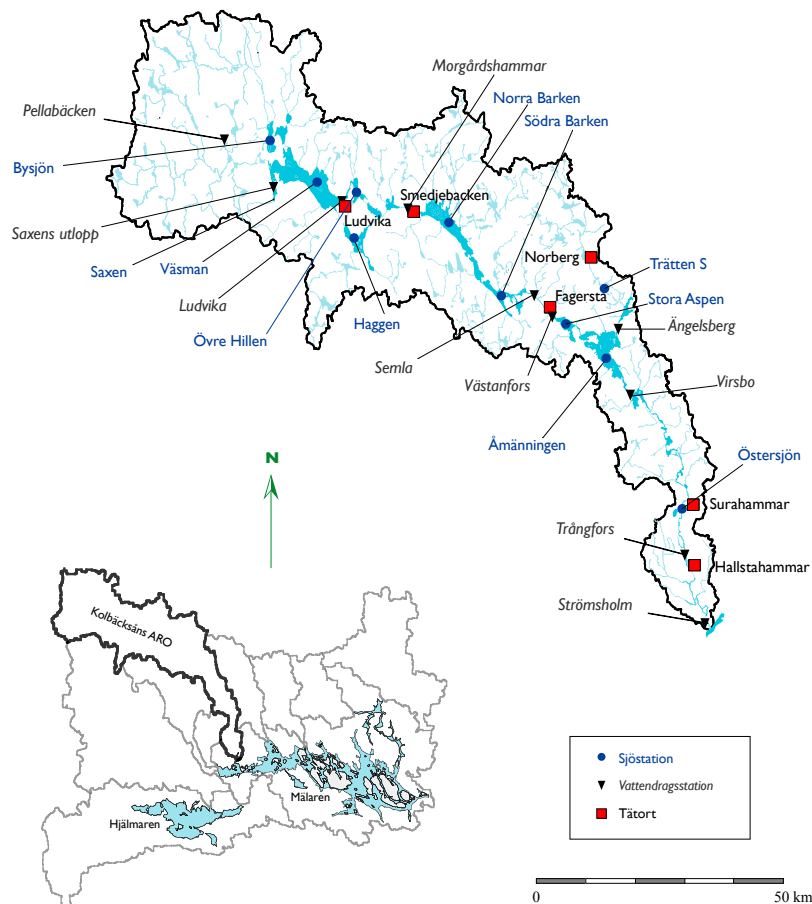 Morgårdshammar
Norra Barken
Södra Barken
Pellabäcken
Bysjön
Smedjebacken
Ludvika
Saxens utlopp
Saxen
Väsman
Ludvika
Övre Hillen
Haggen
Norberg
Trätten S
Fagersta
Stora Aspen
Ängelsberg
Semla
Västanfors
Virsbo
Åmänningen
Östersjön
Surahammar
Trångfors
Hallstahammar
Strömsholm
N
Kolbäcksåns ARO
Mälaren
Hjälmaren
Sjöstation
Vattendragsstation
Tätort
0 50 km